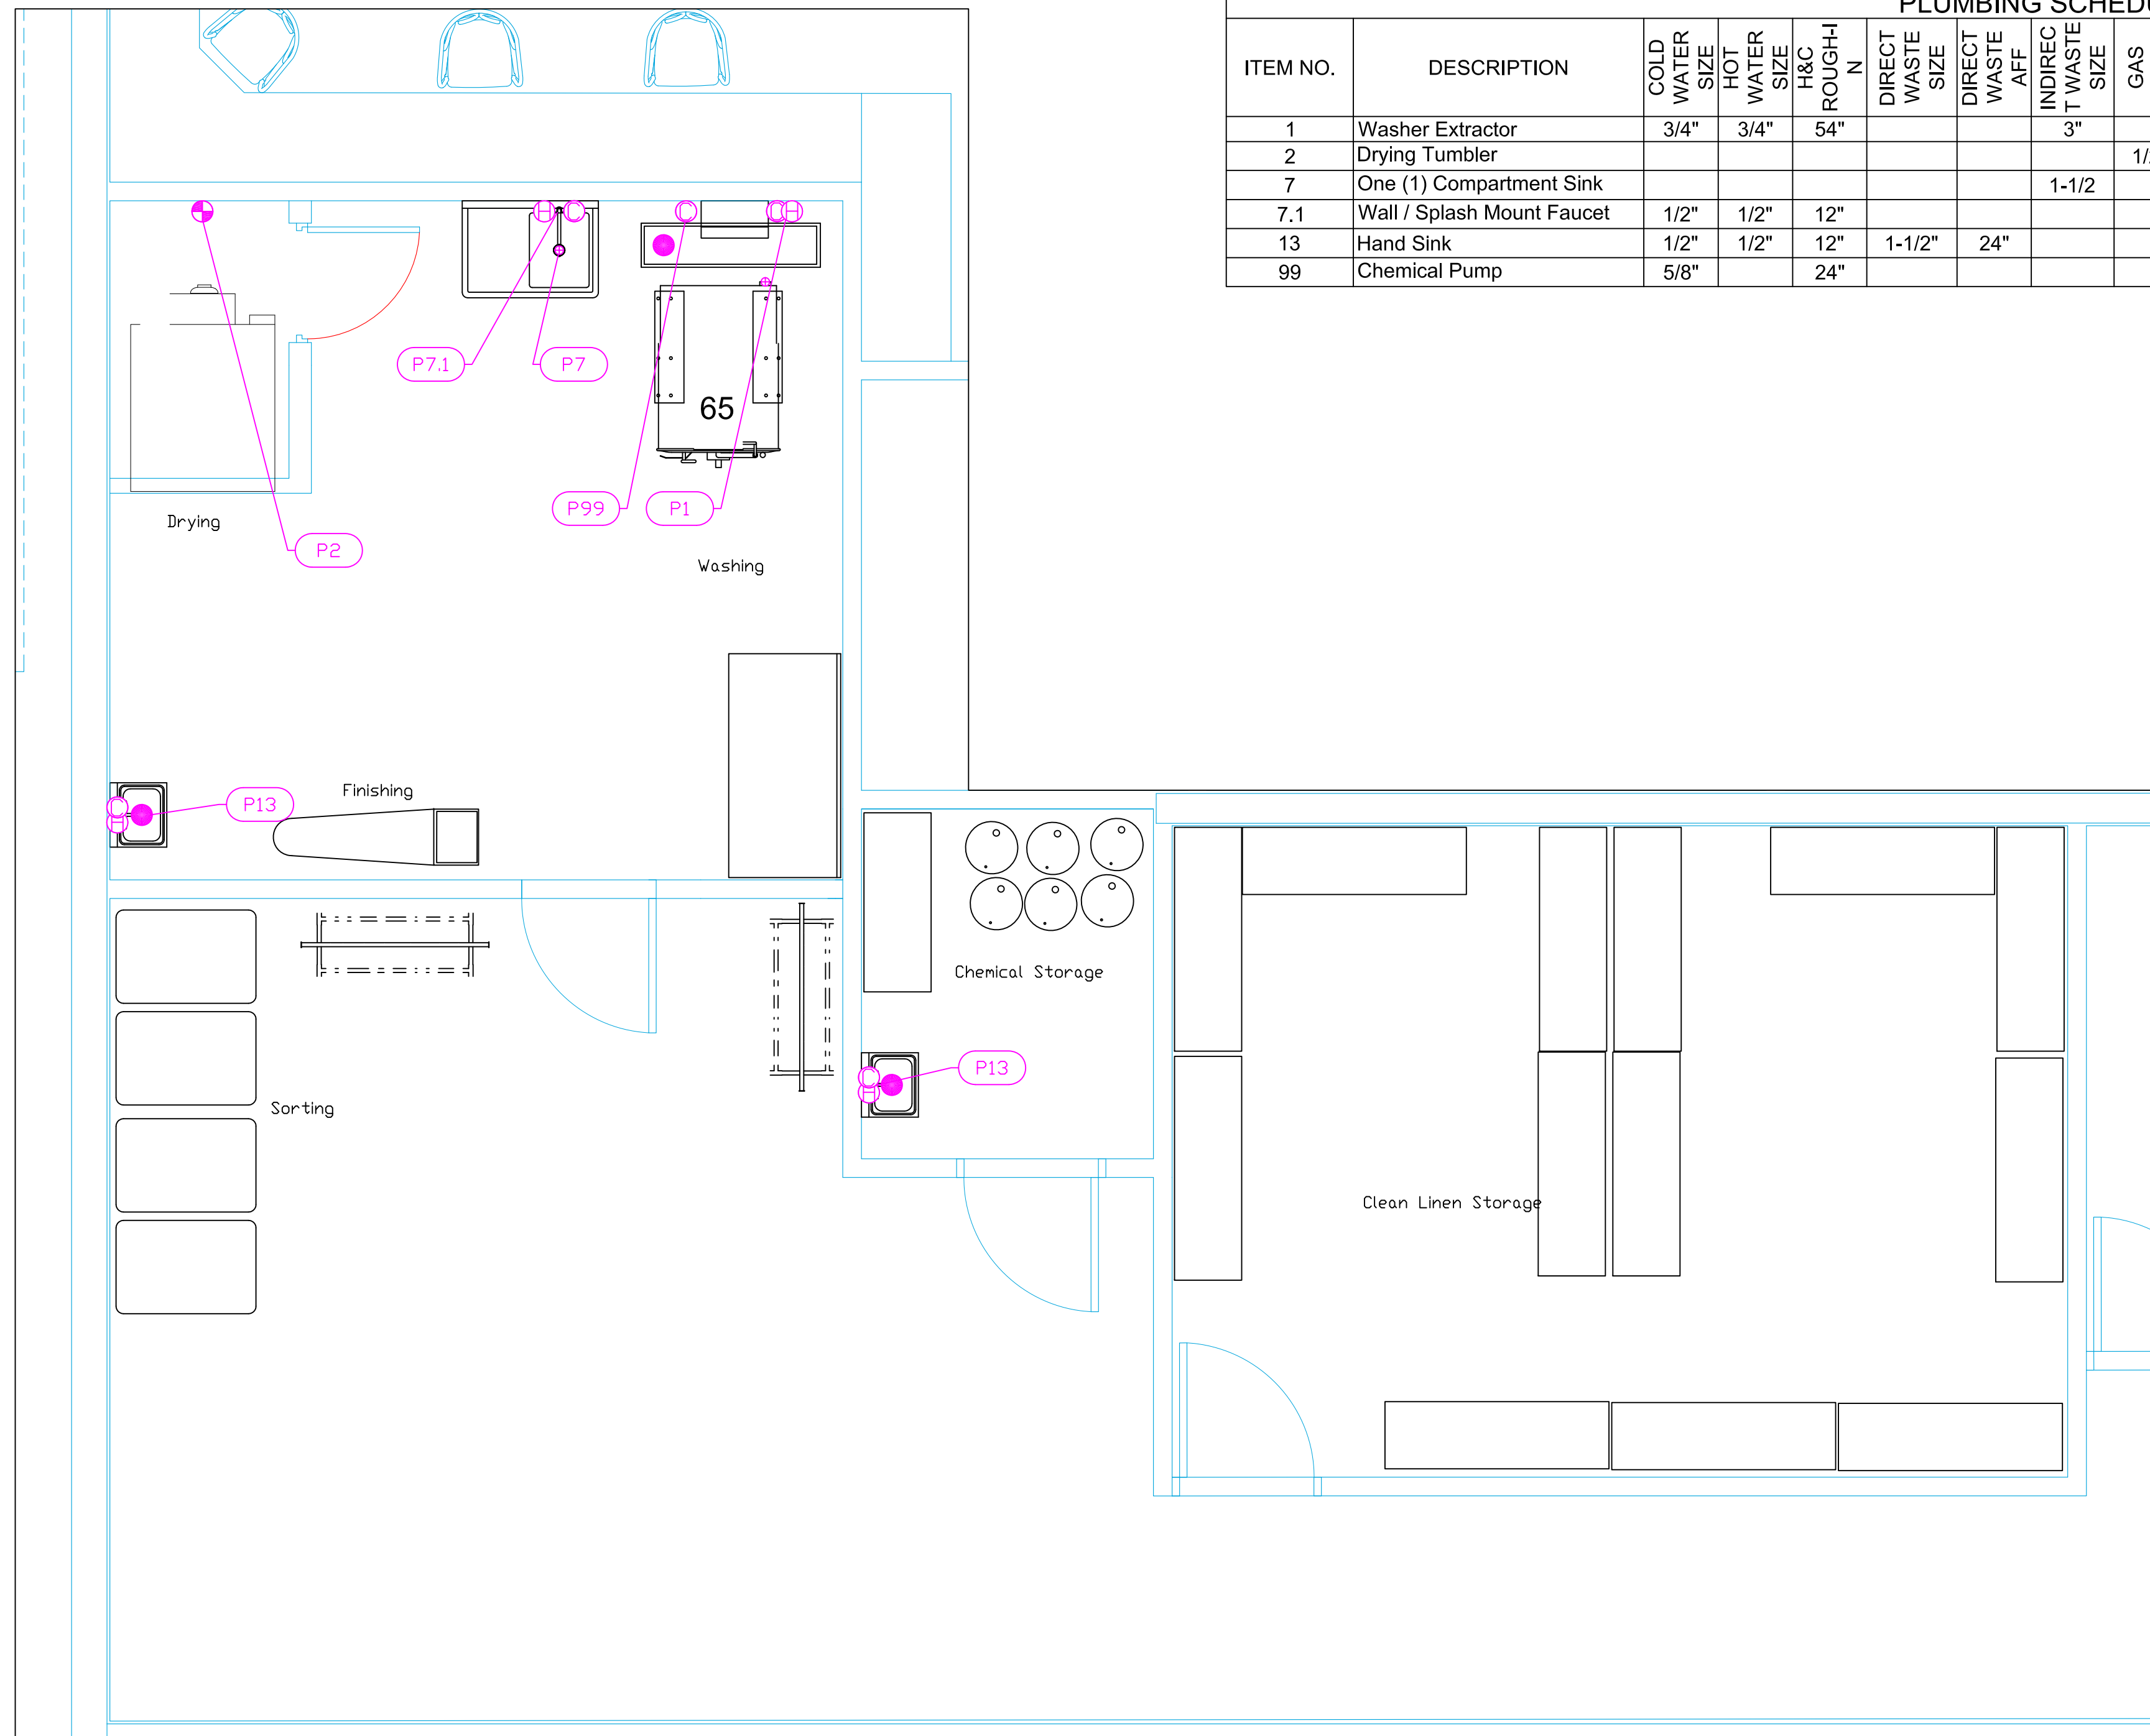 PLUMBING SCHEDU
ITEM NO.
DESCRIPTION
COLD
WATER
SIZE
HOT
WATER
SIZE
H&C
ROUGH-I
N
DIRECT
WASTE
SIZE
DIRECT
WASTE
AFF
INDIREC
T WASTE
SIZE
GAS
1 Washer Extractor 3/4" 3/4" 54" 3"
2 Drying Tumbler 1/
7 One (1) Compartment Sink 1-1/2
7.1 Wall / Splash Mount Faucet 1/2" 1/2" 12"
13 Hand Sink 1/2" 1/2" 12" 1-1/2" 24"
99 Chemical Pump 5/8" 24"
H C C C H
P7.1 P7
65
P99 P1
Drying
P2
Washing
Finishing
C
H
P13
Chemical Storage
C
H
P13
Sorting
Clean Linen Storage